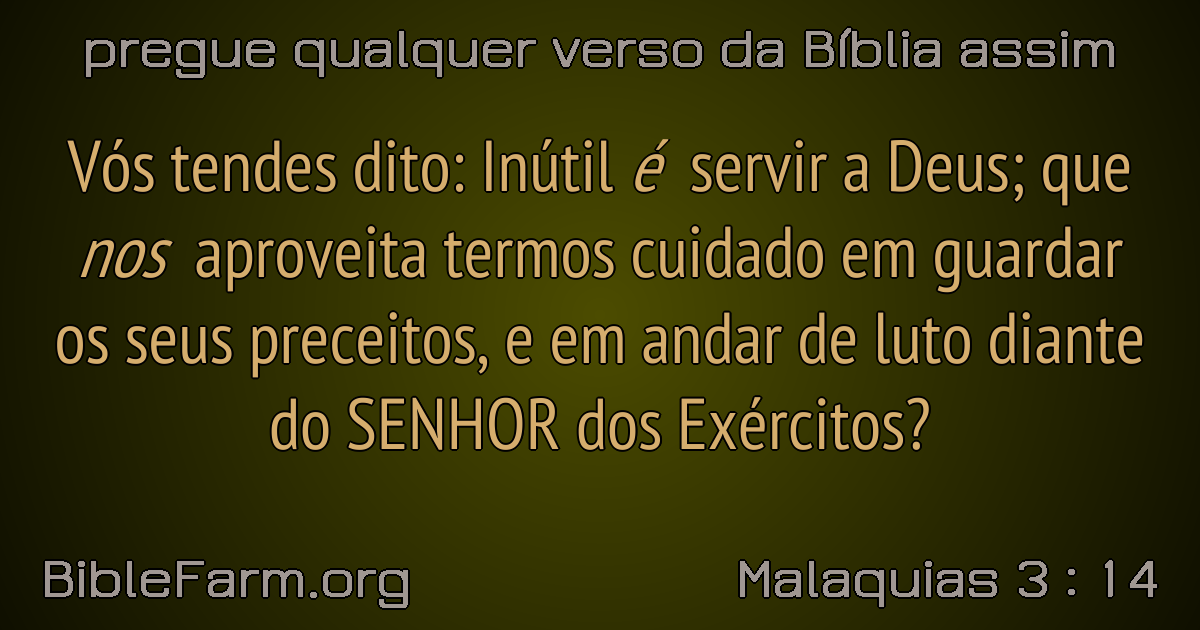 pregue qualquer verso da Bíblia assim
Vós tendes dito: Inútil é servir a Deus; que
nos aproveita termos cuidado em guardar
os seus preceitos, e em andar de luto diante
do SENHOR dos Exércitos?
BibleFarm.org
Malaquias 3 : 14